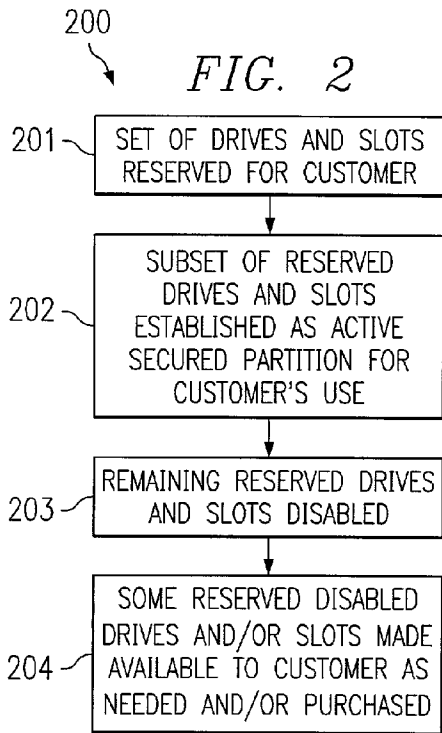 200
FIG. 2
201
SET OF DRIVES AND SLOTS
RESERVED FOR CUSTOMER
202
SUBSET OF RESERVED
DRIVES AND SLOTS
ESTABLISHED AS ACTIVE
SECURED PARTITION FOR
CUSTOMER'S USE
203
REMAINING RESERVED DRIVES
AND SLOTS DISABLED
204
SOME RESERVED DISABLED
DRIVES AND/OR SLOTS MADE
AVAILABLE TO CUSTOMER AS
NEEDED AND/OR PURCHASED